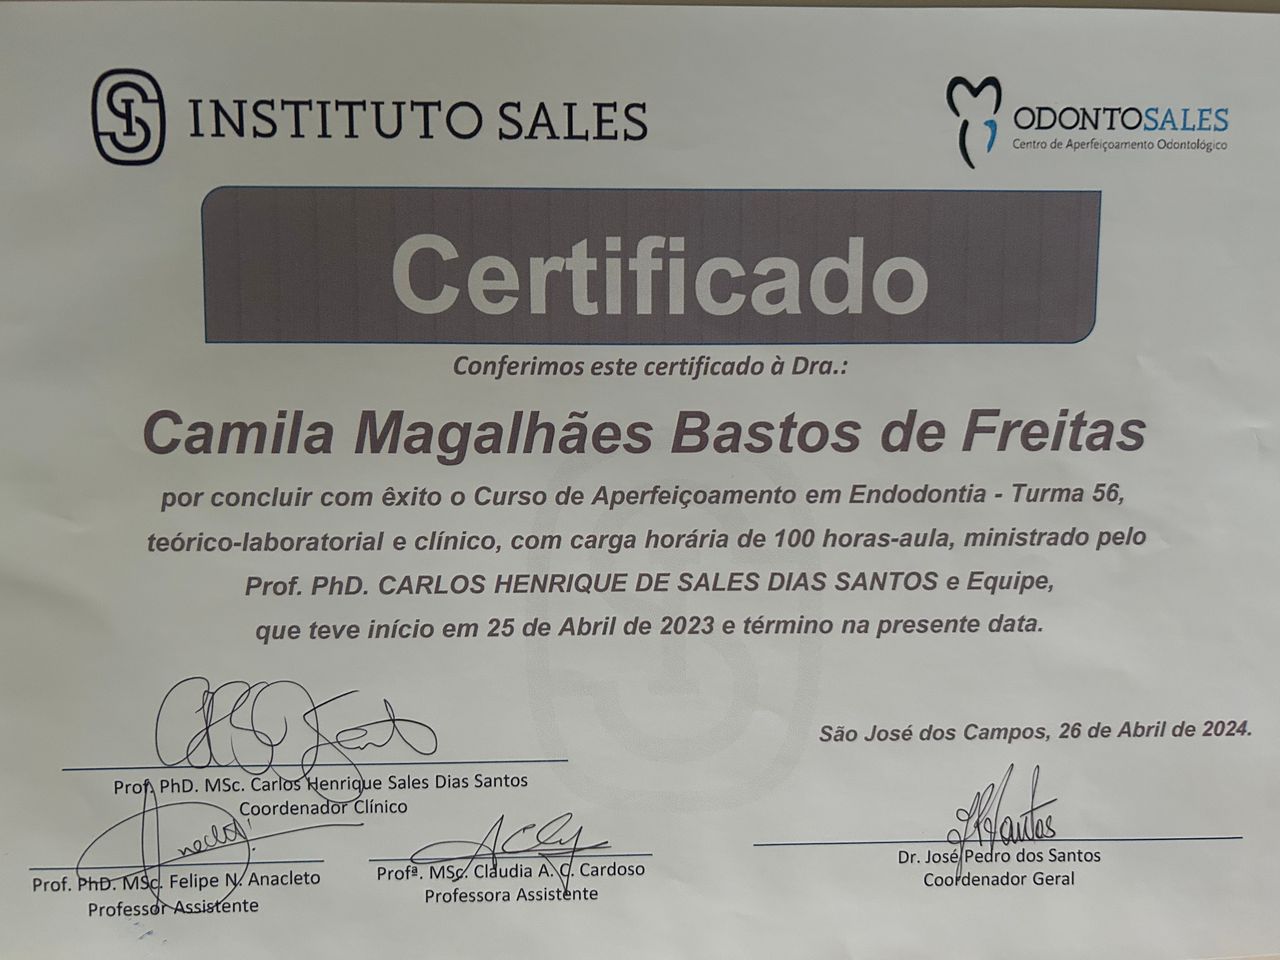 INSTITUTO SALES
ODONTOSALES
Centro de Aperfeiçoamento Odontológico
Certificado
Conferimos este certificado à Dra.:
Camila Magalhães Bastos de Freitas
por concluir com êxito o Curso de Aperfeiçoamento em Endodontia - Turma 56,
teórico-laboratorial e clínico, com carga horária de 100 horas-aula, ministrado pelo
Prof. PhD. CARLOS HENRIQUE DE SALES DIAS SANTOS e Equipe,
que teve início em 25 de Abril de 2023 e término na presente data.
São José dos Campos, 26 de Abril de 2024.
Prof. PhD. MSc. Carlos Henrique Sales Dias Santos
Coordenador Clínico
Prof. PhD. MSc. Felipe N. Anacleto
Professor Assistente
Profª. MSc. Cláudia A. C. Cardoso
Professora Assistente
Dr. José Pedro dos Santos
Coordenador Geral